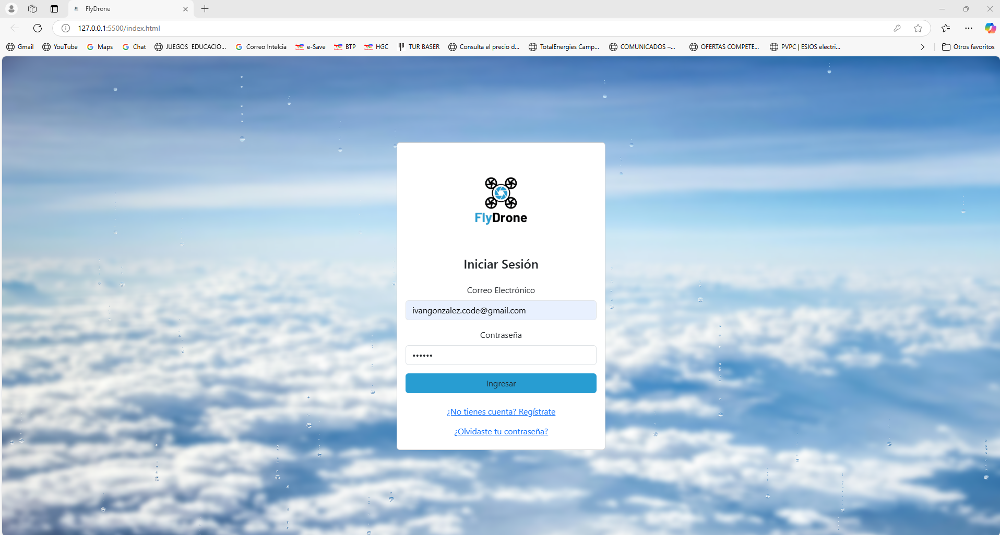 FlyDrone
127.0.0.1:5500/index.html
Gmail YouTube Maps Chat JUEGOS EDUCACIO... Correo Intelcia e-Save BTP HGC TUR BASER Consulta el precio d... TotalEnergies Camp... COMUNICADOS –... OFERTAS COMPETE... PVPC | ESIOS electri... Otros favoritos
FlyDrone
Iniciar Sesión
Correo Electrónico
ivangonzalez.code@gmail.com
Contraseña
••••••
Ingresar
¿No tienes cuenta? Regístrate
¿Olvidaste tu contraseña?